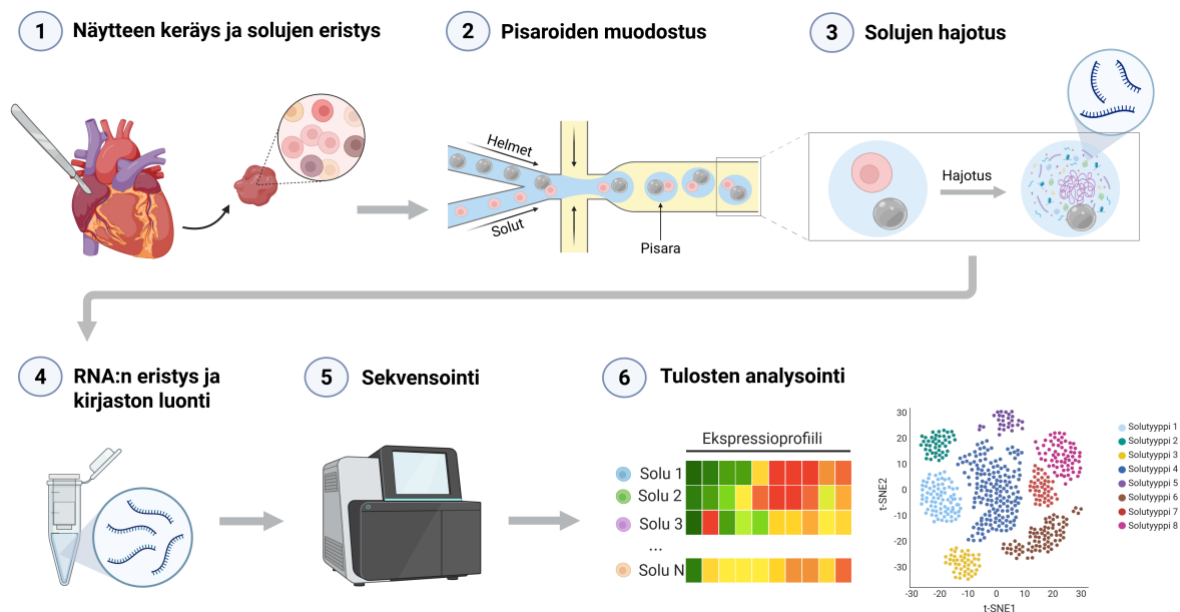 1 Näytteen keräys ja solujen eristys
2 Pisaroiden muodostus
Helmet
Solut
Pisara
3 Solujen hajotus
Hajotus
4 RNA:n eristys ja
kirjaston luonti
5 Sekvensointi
6 Tulosten analysointi
Ekspressioprofiili
Solu 1
Solu 2
Solu 3
...
Solu N
t-SNE2
30
20
10
0
-10
-20
-30
-30 -20 -10 0 10 20 30
t-SNE1
Solutyyppi 1
Solutyyppi 2
Solutyyppi 3
Solutyyppi 4
Solutyyppi 5
Solutyyppi 6
Solutyyppi 7
Solutyyppi 8